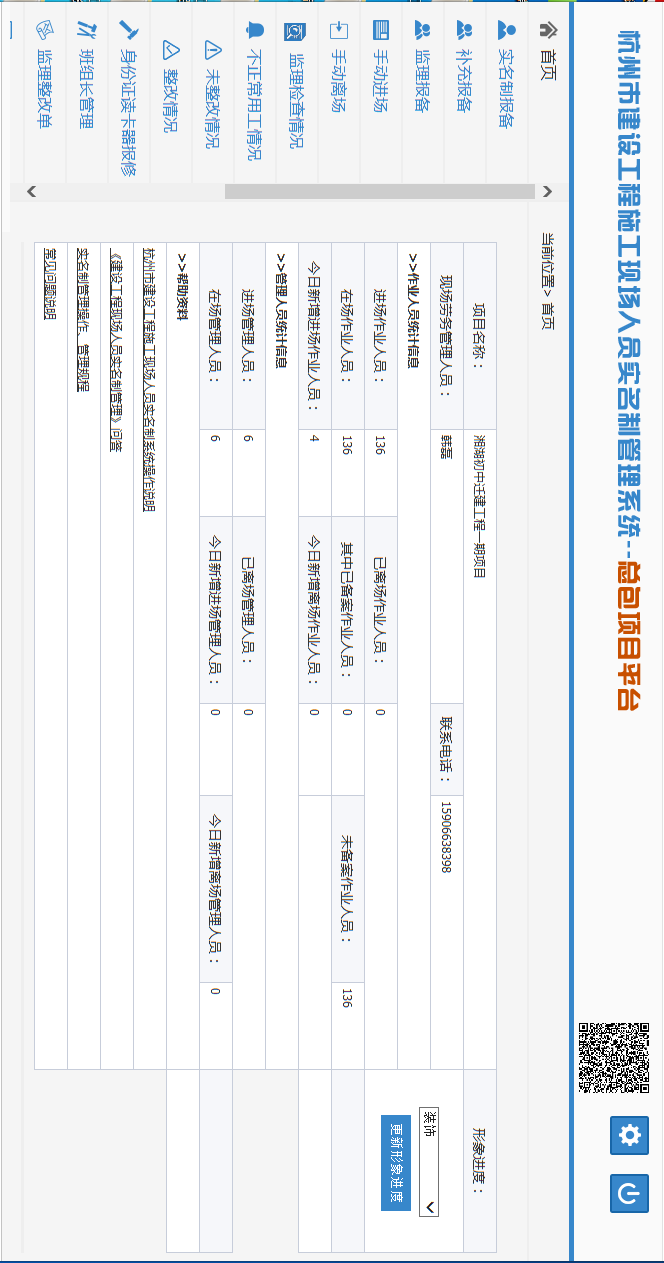 杭州市建设工程施工现场人员实名制管理系统--总包项目平台
首页
实名制报备
补充报备
监理报备
手动进场
手动离场
监理检查情况
不正常用工情况
未整改情况
整改情况
身份证读卡器报修
班组长管理
监理整改单
当前位置> 首页
项目名称： 湘湖初中迁建工程一期项目 形象进度：
现场劳务管理人员： 韩磊 联系电话： 15906638398 装饰
更新形象进度
>>作业人员统计信息
进场作业人员： 136 已离场作业人员： 0
在场作业人员： 136 其中已备案作业人员： 0 未备案作业人员： 136
今日新增进场作业人员： 4 今日新增离场作业人员： 0
>>管理人员统计信息
进场管理人员： 6 已离场管理人员： 0
在场管理人员： 6 今日新增进场管理人员： 0 今日新增离场管理人员： 0
>>帮助资料
杭州市建设工程施工现场人员实名制系统操作说明
《建设工程现场人员实名制管理》问答
实名制管理操作、管理规程
常见问题说明